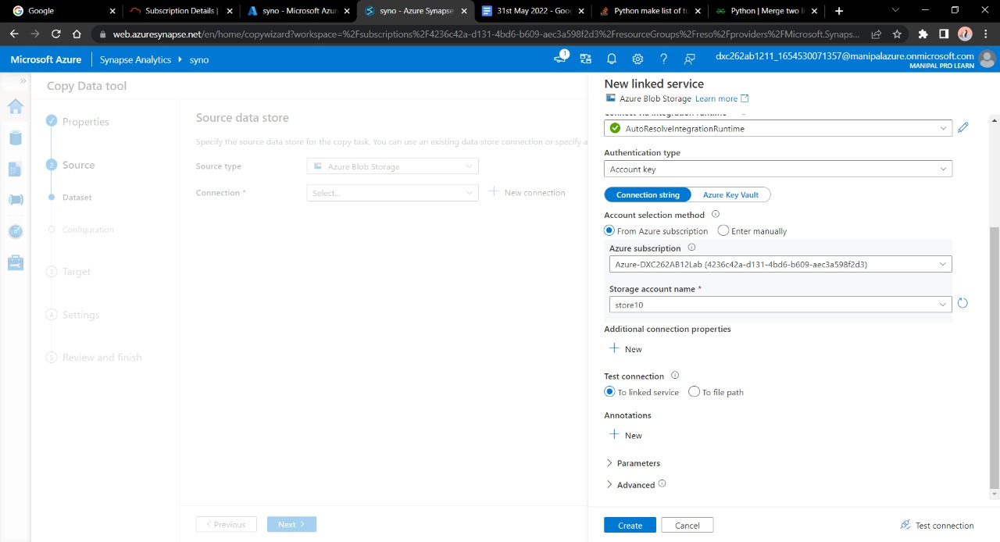 Google
Subscription Details |
syno - Microsoft Azur
syno - Azure Synapse
31st May 2022 - Goo
Python make list of tu
Python | Merge two li
web.azuresynapse.net/en/home/copywizard?workspace=%2Fsubscriptions%2F4236c42a-d131-4bd6-b609-aec3a598f2d3%2FresourceGroups%2Freso%2Fproviders%2FMicrosoft.Synaps...
Microsoft Azure
Synapse Analytics
syno
1
dxc262ab1211_1654530071357@manipalazure.onmicrosoft.com
MANIPAL PRO LEARN
Copy Data tool
Properties
2 Source
Dataset
Configuration
3 Target
4 Settings
5 Review and finish
Source data store
Specify the source data store for the copy task. You can use an existing data store connection or specify a
Source type
Azure Blob Storage
Connection *
Select...
New connection
< Previous
Next >
New linked service
Azure Blob Storage Learn more
Connect via integration runtime *
AutoResolveIntegrationRuntime
Authentication type
Account key
Connection string
Azure Key Vault
Account selection method
From Azure subscription
Enter manually
Azure subscription
Azure-DXC262AB12Lab (4236c42a-d131-4bd6-b609-aec3a598f2d3)
Storage account name *
store10
Additional connection properties
New
Test connection
To linked service
To file path
Annotations
New
Parameters
Advanced
Create
Cancel
Test connection